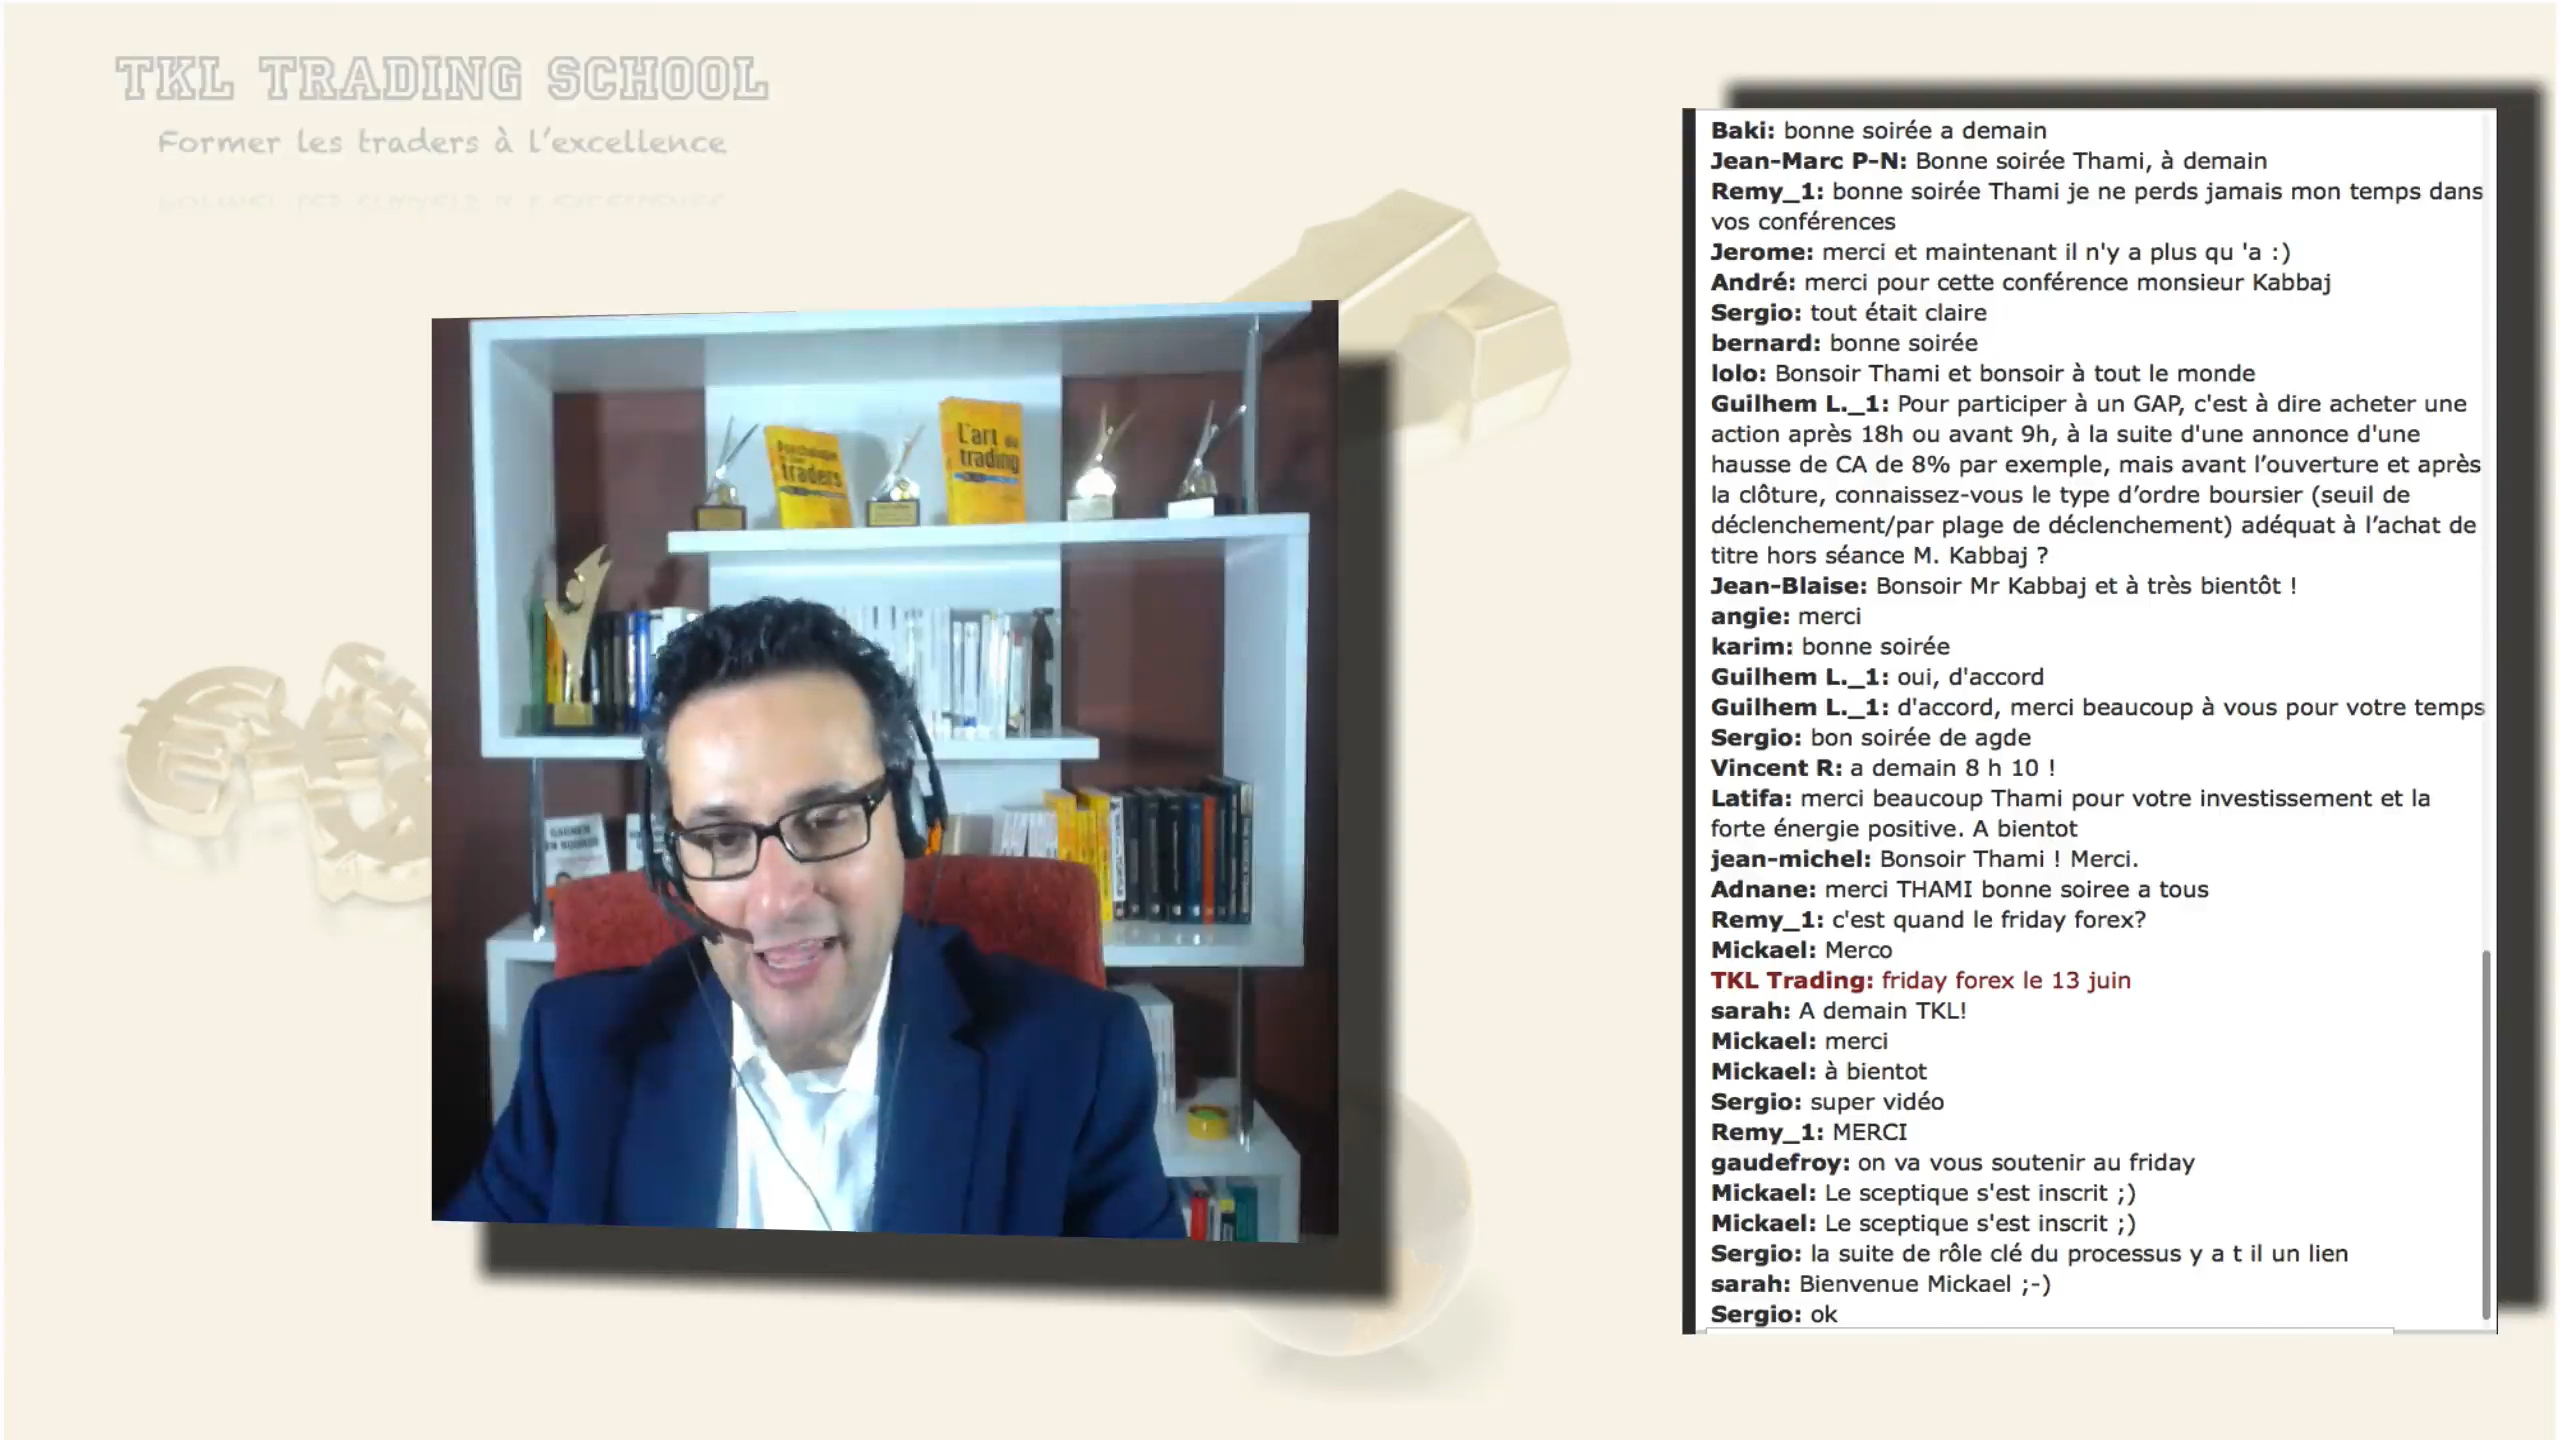 TKL TRADING SCHOOL
Former les traders à l'excellence
Psychologie
traders
L'art du
trading
GAGNER
EN BOURSE
Baki: bonne soirée a demain
Jean-Marc P-N: Bonne soirée Thami, à demain
Remy_1: bonne soirée Thami je ne perds jamais mon temps dans
vos conférences
Jerome: merci et maintenant il n'y a plus qu 'a :)
André: merci pour cette conférence monsieur Kabbaj
Sergio: tout était claire
bernard: bonne soirée
lolo: Bonsoir Thami et bonsoir à tout le monde
Guilhem L._1: Pour participer à un GAP, c'est à dire acheter une
action après 18h ou avant 9h, à la suite d'une annonce d'une
hausse de CA de 8% par exemple, mais avant l’ouverture et après
la clôture, connaissez-vous le type d’ordre boursier (seuil de
déclenchement/par plage de déclenchement) adéquat à l’achat de
titre hors séance M. Kabbaj ?
Jean-Blaise: Bonsoir Mr Kabbaj et à très bientôt !
angie: merci
karim: bonne soirée
Guilhem L._1: oui, d'accord
Guilhem L._1: d'accord, merci beaucoup à vous pour votre temps
Sergio: bon soirée de agde
Vincent R: a demain 8 h 10 !
Latifa: merci beaucoup Thami pour votre investissement et la
forte énergie positive. A bientot
jean-michel: Bonsoir Thami ! Merci.
Adnane: merci THAMI bonne soiree a tous
Remy_1: c'est quand le friday forex?
Mickael: Merco
TKL Trading: friday forex le 13 juin
sarah: A demain TKL!
Mickael: merci
Mickael: à bientot
Sergio: super vidéo
Remy_1: MERCI
gaudefroy: on va vous soutenir au friday
Mickael: Le sceptique s'est inscrit ;)
Mickael: Le sceptique s'est inscrit ;)
Sergio: la suite de rôle clé du processus y a t il un lien
sarah: Bienvenue Mickael ;-)
Sergio: ok